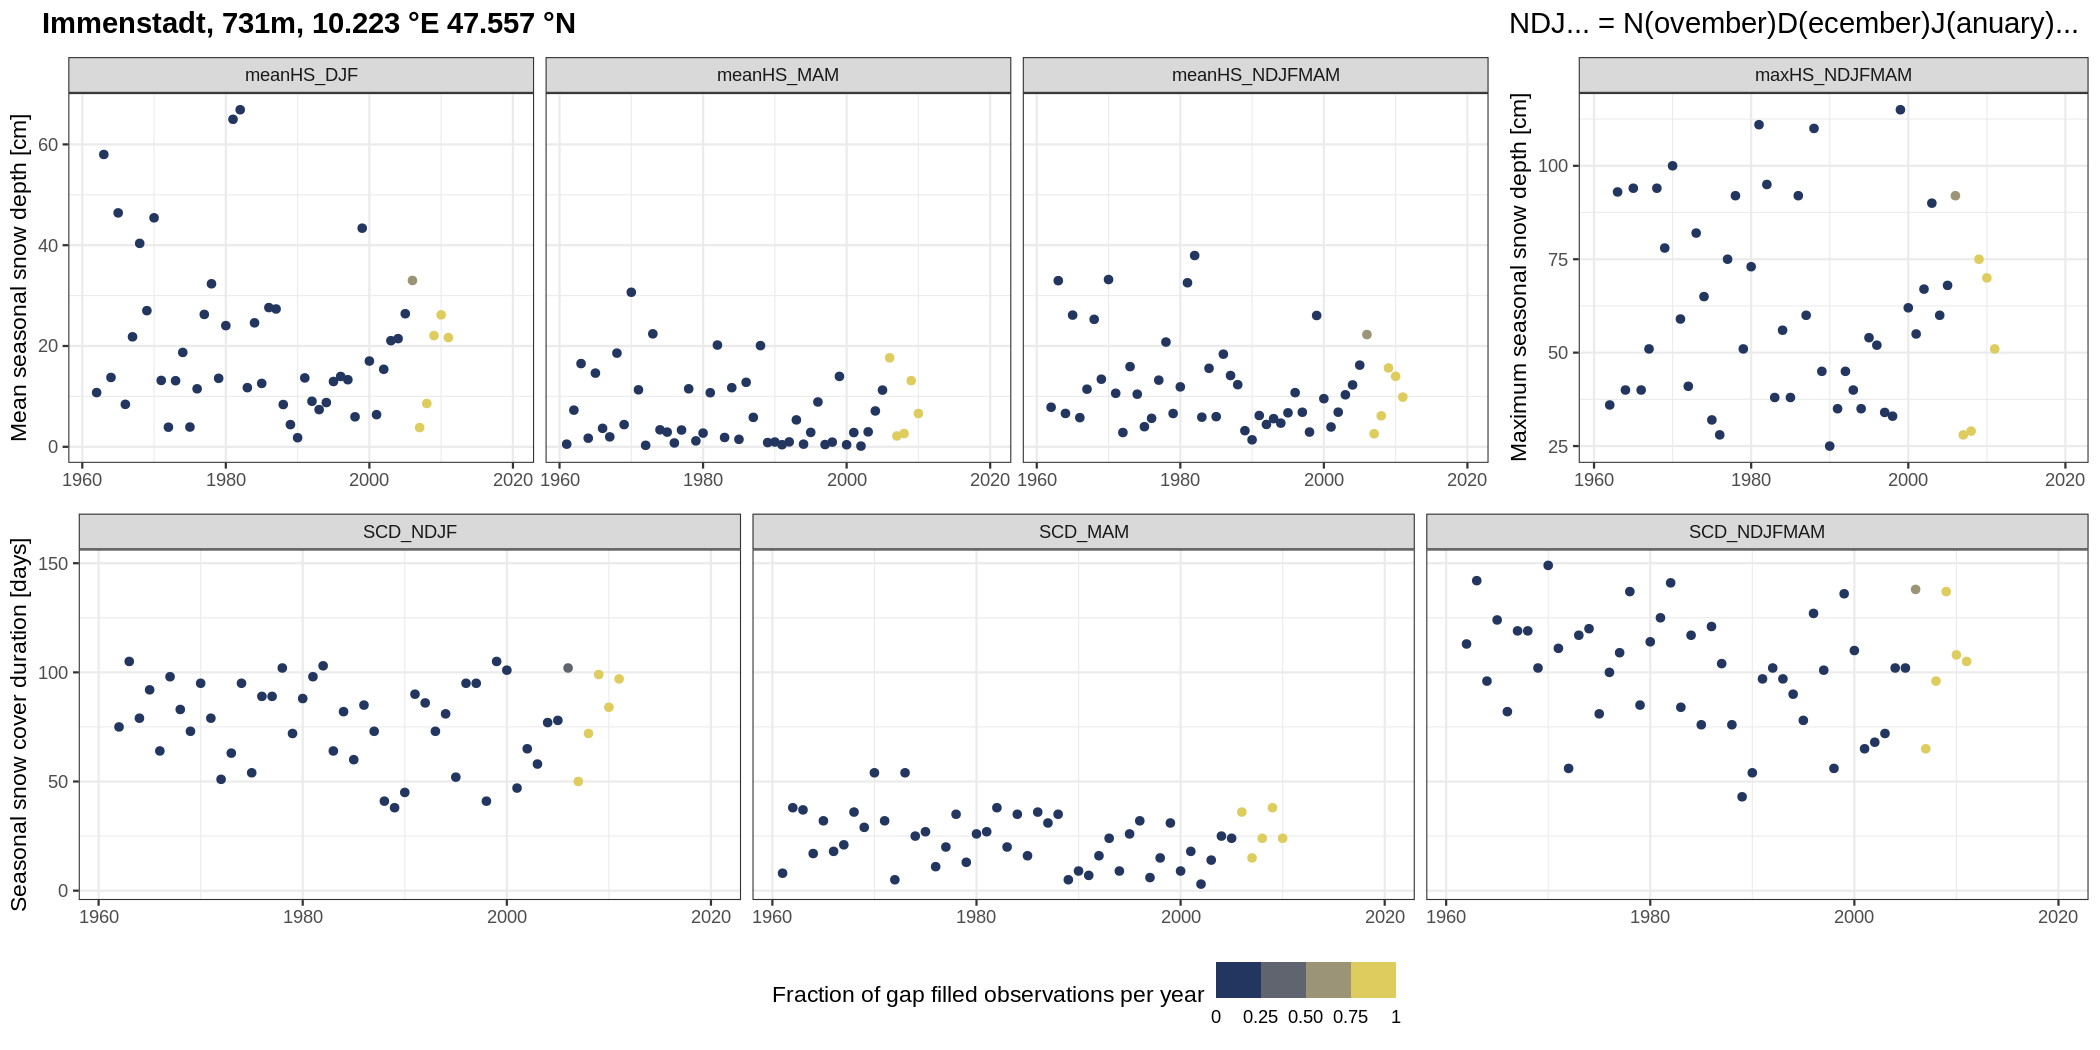 Immenstadt, 731m, 10.223 °E 47.557 °N
NDJ... = N(ovember)D(ecember)J(anuary)...
meanHS_DJF
meanHS_MAM
meanHS_NDJFMAM
maxHS_NDJFMAM
Mean seasonal snow depth [cm]
60
40
20
0
1960 1980 2000 2020
1960 1980 2000 2020
1960 1980 2000 2020
Maximum seasonal snow depth [cm]
100
75
50
25
1960 1980 2000 2020
SCD_NDJF
SCD_MAM
SCD_NDJFMAM
Seasonal snow cover duration [days]
150
100
50
0
1960 1980 2000 2020
1960 1980 2000 2020
1960 1980 2000 2020
Fraction of gap filled observations per year
0 0.25 0.50 0.75 1